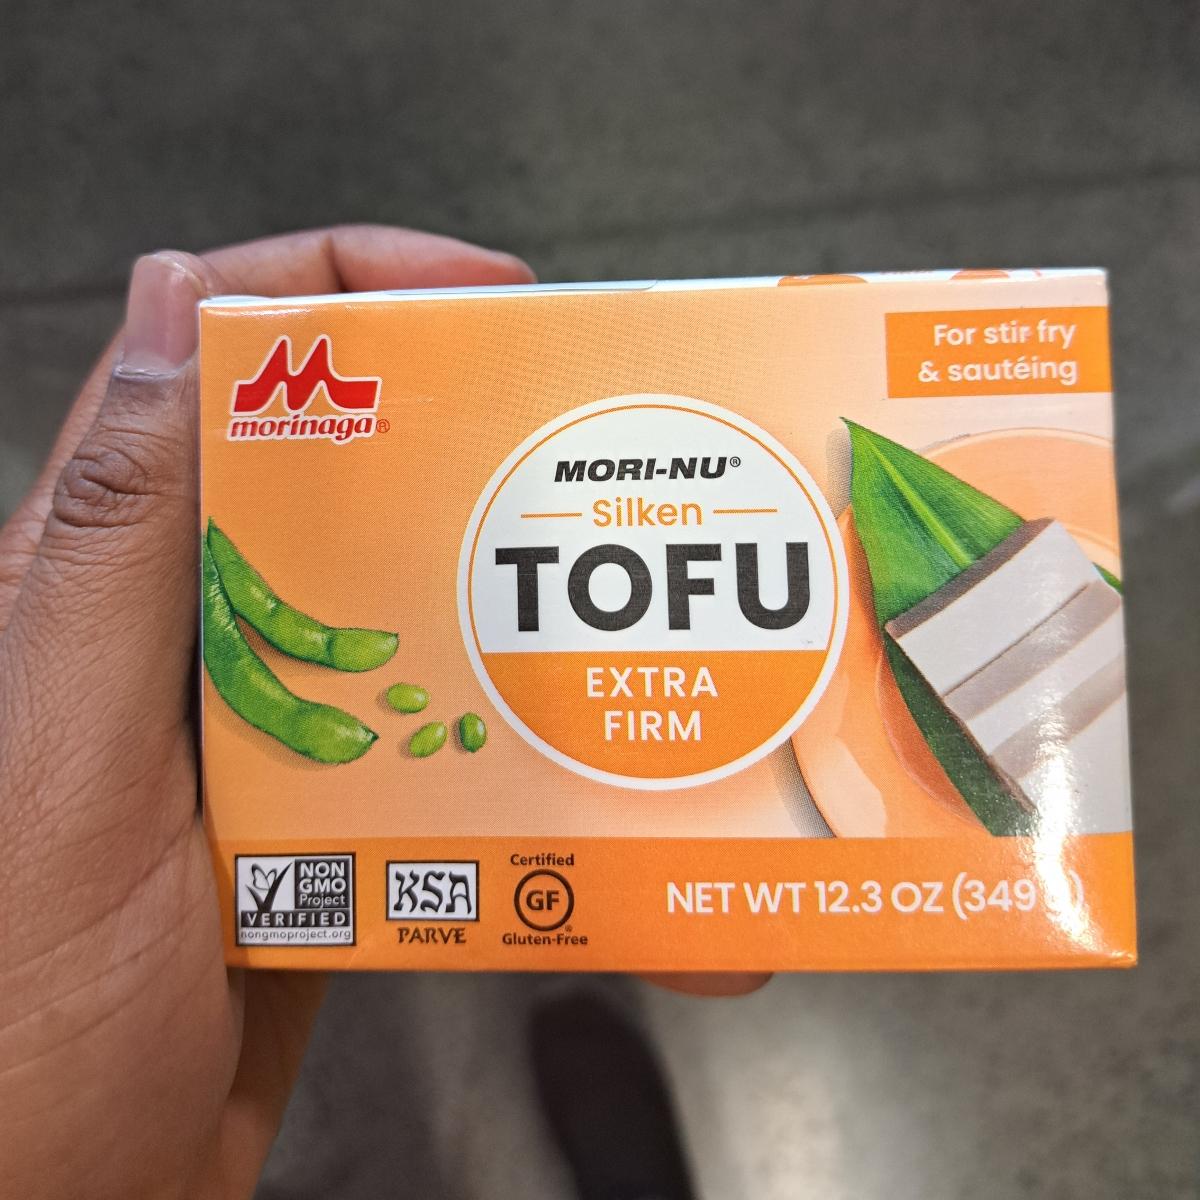 morinaga®
For stir fry
& sautéing
MORI-NU®
Silken
TOFU
EXTRA
FIRM
NON
GMO
Project
VERIFIED
nongmoproject.org
KSA
PARVE
Certified
GF
Gluten-Free
NET WT 12.3 OZ (349 )